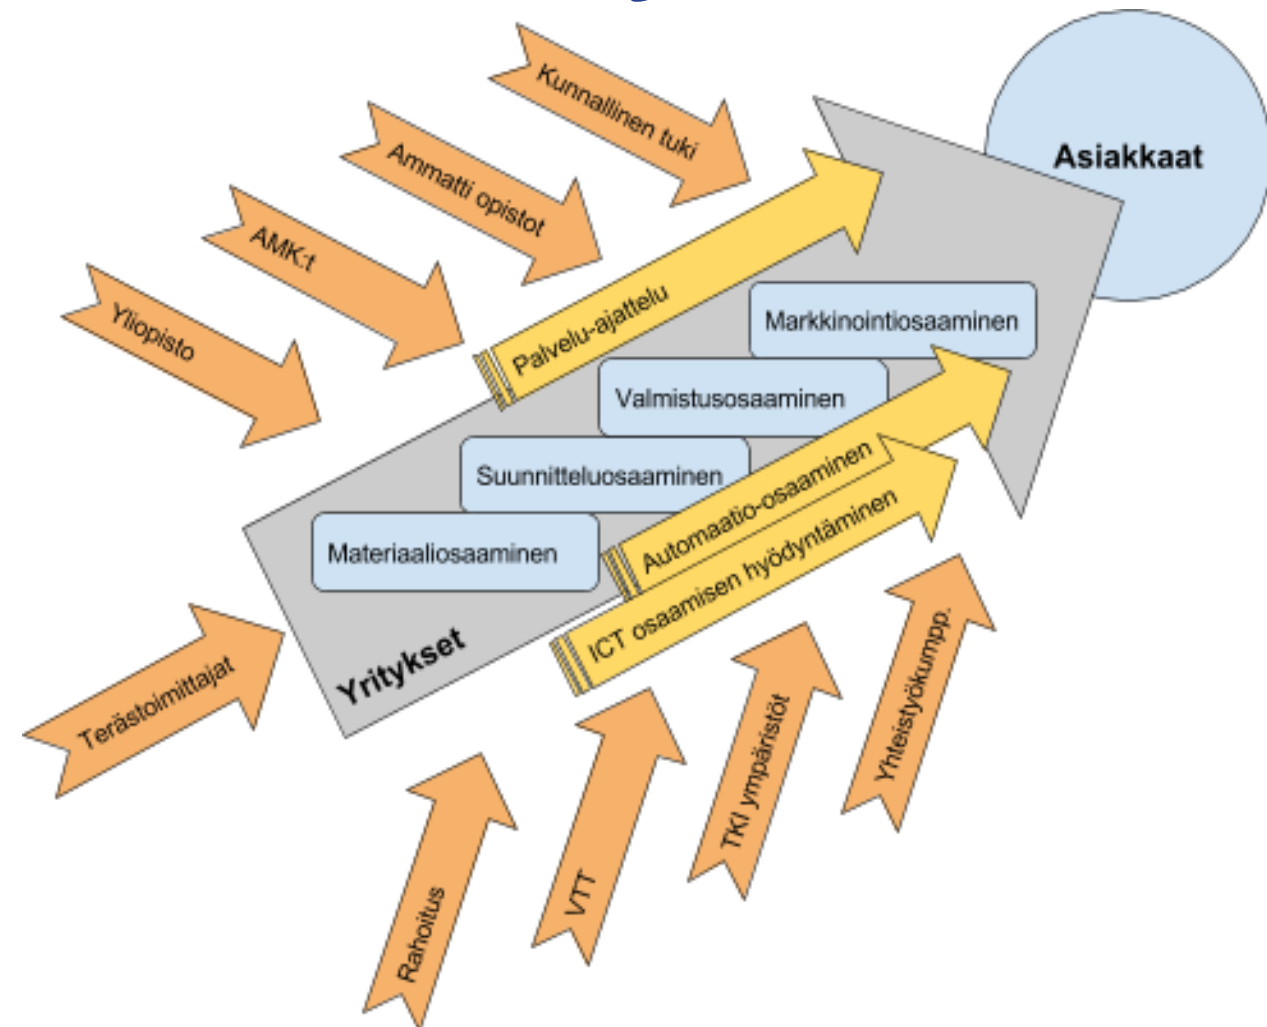 Kunnallinen tuki
Ammatti opistot
AMK:t
Yliopisto
Asiakkaat
Palvelu-ajattelu
Markkinointiosaaminen
Valmistusosaaminen
Suunnitteluosaaminen
Materiaaliosaaminen
Automaatio-osaaminen
ICT osaamisen hyödyntäminen
Yritykset
Terästoimittajat
Rahoitus
VTT
TKI ympäristöt
Yhteistyökumpp.